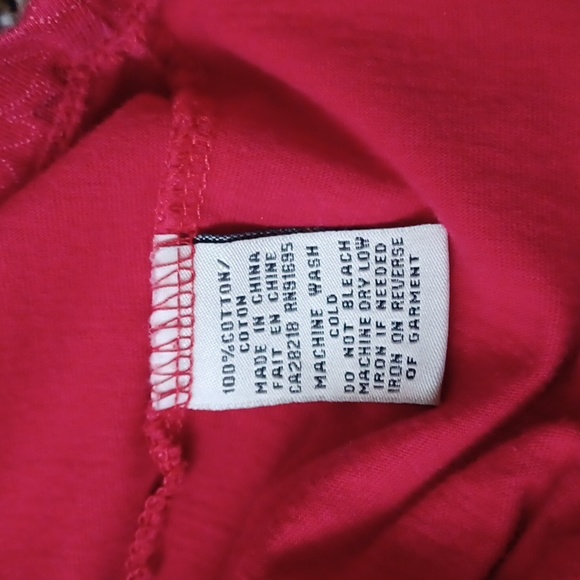 100%COTTON/
COTON
MADE IN CHINA
FAIT EN CHINE
CA28218 RN91695
MACHINE WASH
COLD
DO NOT BLEACH
MACHINE DRY LOW
IRON IF NEEDED
IRON ON REVERSE
OF GARMENT